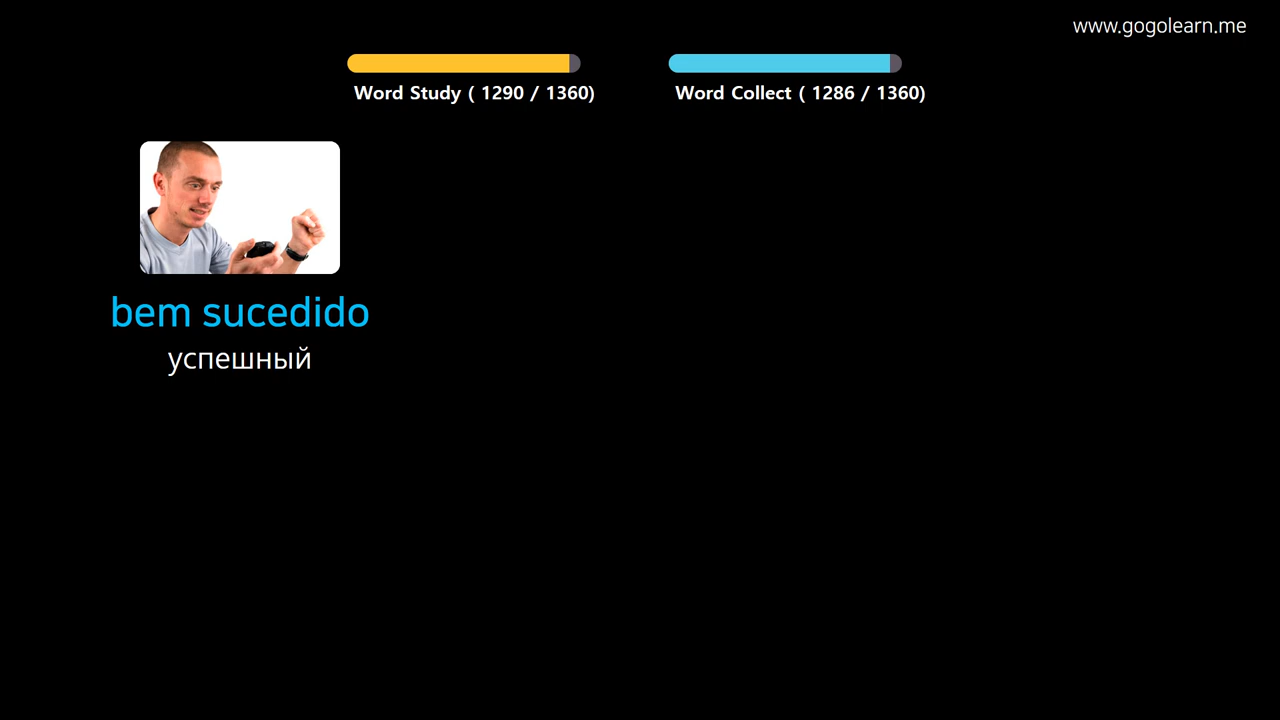 www.gogolearn.me
Word Study ( 1290 / 1360)
Word Collect ( 1286 / 1360)
bem sucedido
успешный